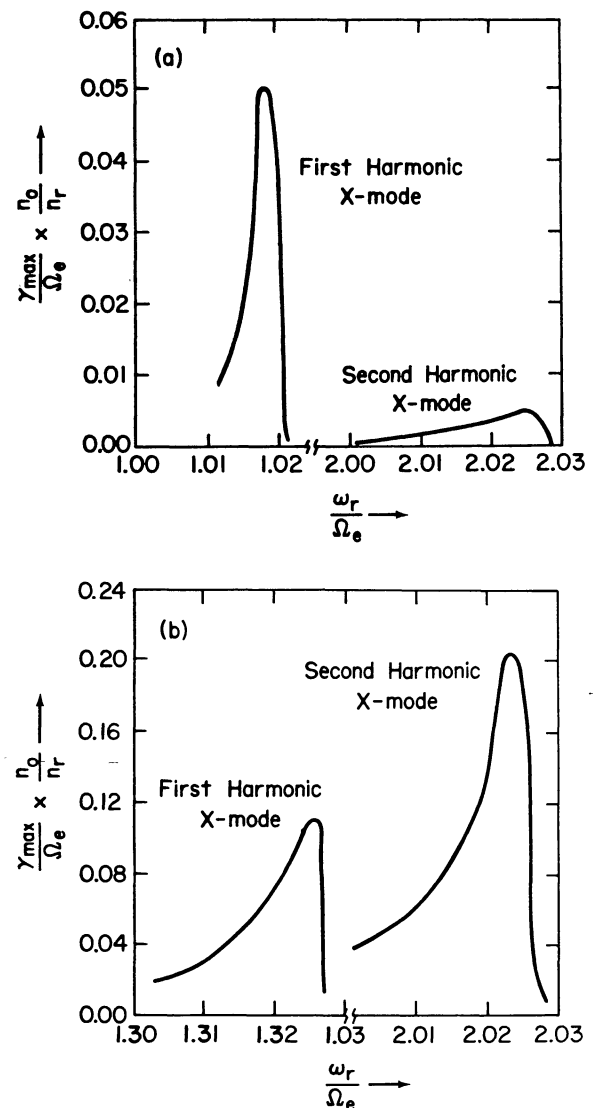 0.06
(a)
0.05
0.04
0.03
0.02
0.01
0.00
γmax/Ωe × no/nr
First Harmonic
X-mode
Second Harmonic
X-mode
1.00 1.01 1.02 2.00 2.01 2.02 2.03
ωr/Ωe
0.24
(b)
0.20
0.16
0.12
0.08
0.04
0.00
γmax/Ωe × no/nr
Second Harmonic
X-mode
First Harmonic
X-mode
1.30 1.31 1.32 1.03 2.01 2.02 2.03
ωr/Ωe